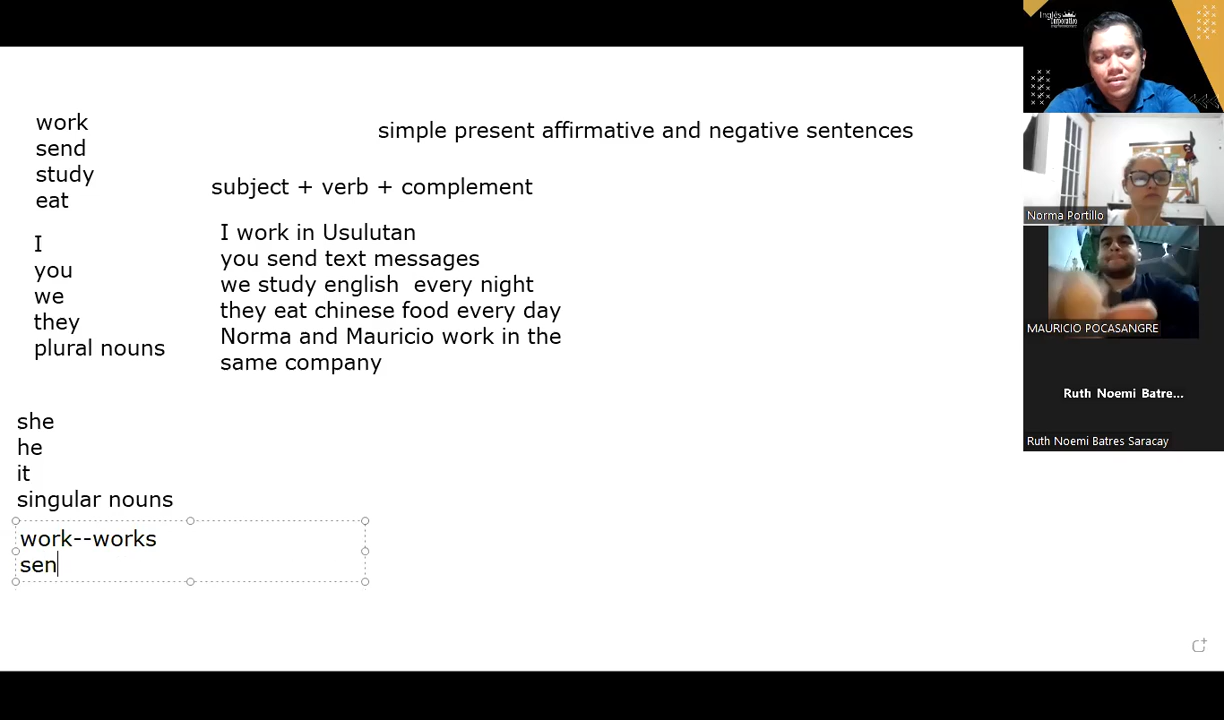 work
send
study
eat
simple present affirmative and negative sentences
subject + verb + complement
I
you
we
they
plural nouns
I work in Usulutan
you send text messages
we study english  every night
they eat chinese food every day
Norma and Mauricio work in the
same company
she
he
it
singular nouns
work--works
sen
Inglés
Corporativo
Norma Portillo
MAURICIO POCASANGRE
Ruth Noemi Batre...
Ruth Noemi Batres Saracay